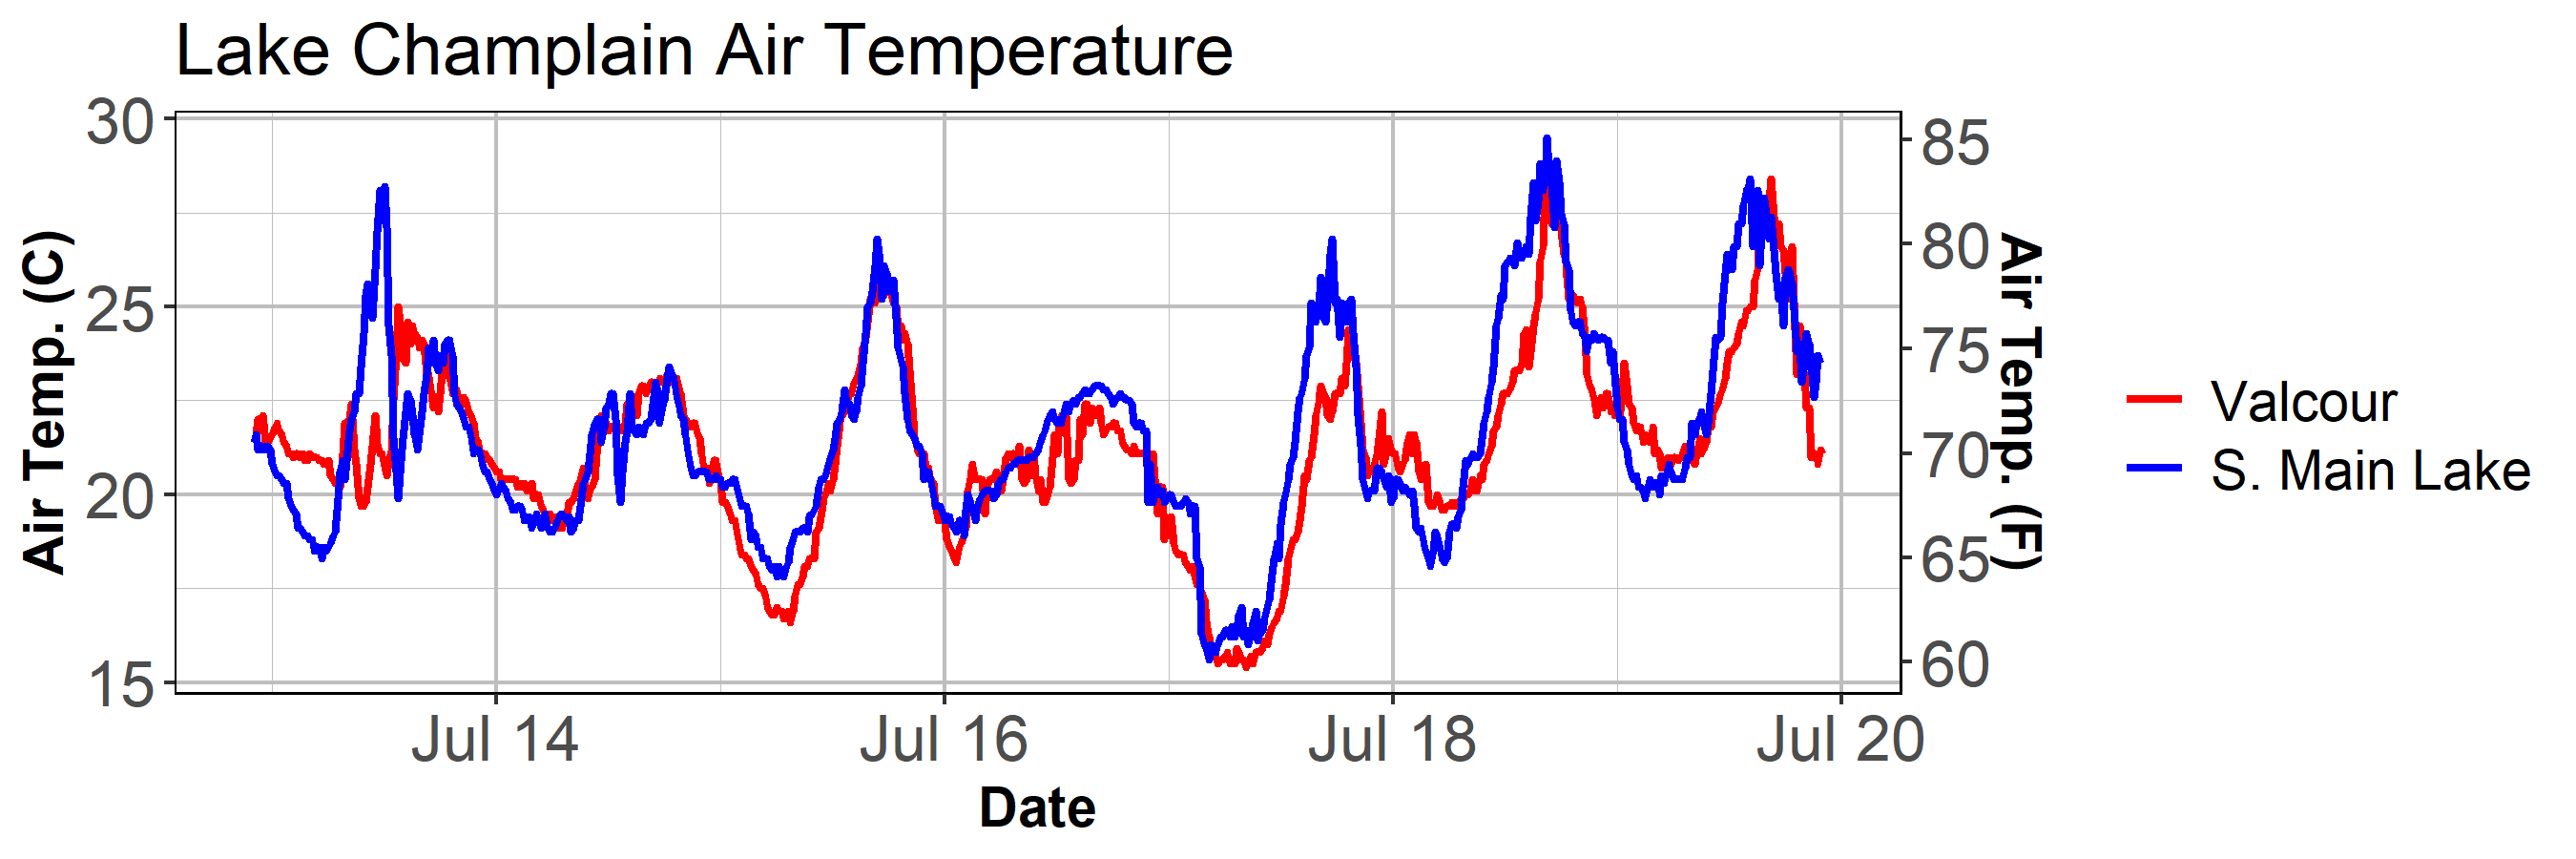 Lake Champlain Air Temperature
Air Temp. (C)
30
25
20
15
Jul 14
Jul 16
Jul 18
Jul 20
Date
85
80
75
70
65
60
Air Temp. (F)
Valcour
S. Main Lake